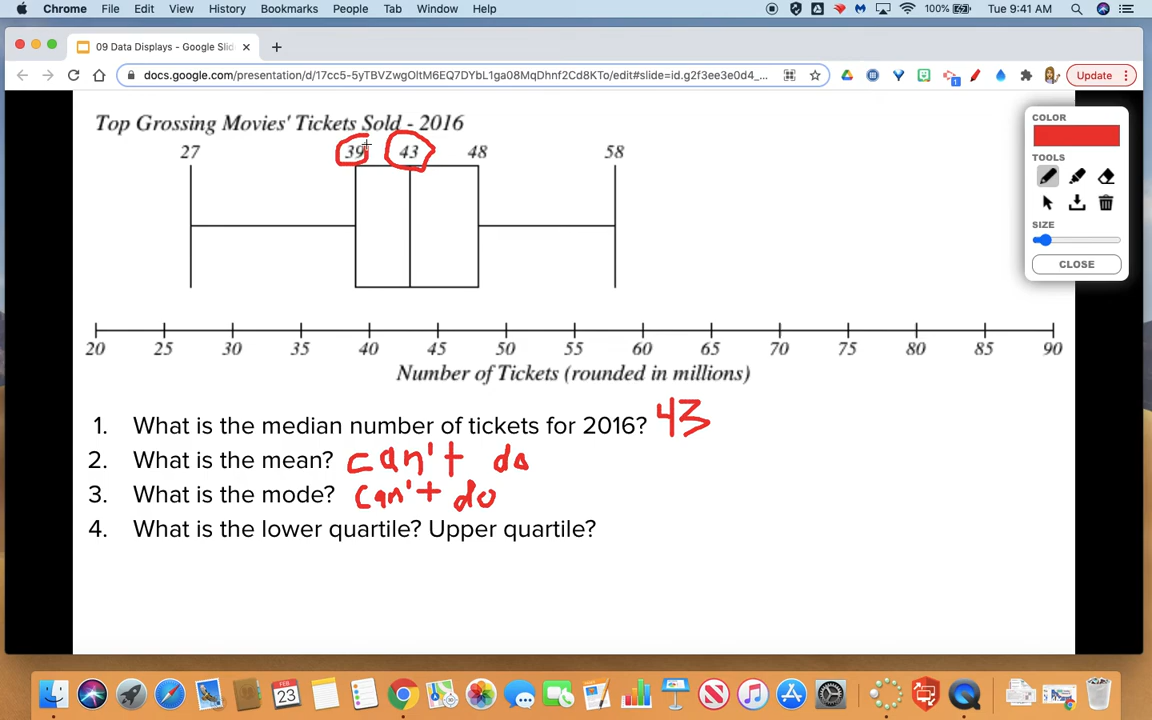 Chrome File Edit View History Bookmarks People Tab Window Help 100% Tue 9:41 AM
09 Data Displays - Google Slid
docs.google.com/presentation/d/17cc5-5yTBVZwgOltM6EQ7DYbL1ga08MqDhnf2Cd8KTo/edit#slide=id.g2f3ee3e0d4_... 1 Update
Top Grossing Movies' Tickets Sold - 2016
27 39 43 48 58
20 25 30 35 40 45 50 55 60 65 70 75 80 85 90
Number of Tickets (rounded in millions)
1. What is the median number of tickets for 2016? 43
2. What is the mean? can't do
3. What is the mode? can't do
4. What is the lower quartile? Upper quartile?
COLOR
TOOLS
SIZE
CLOSE
FEB
23